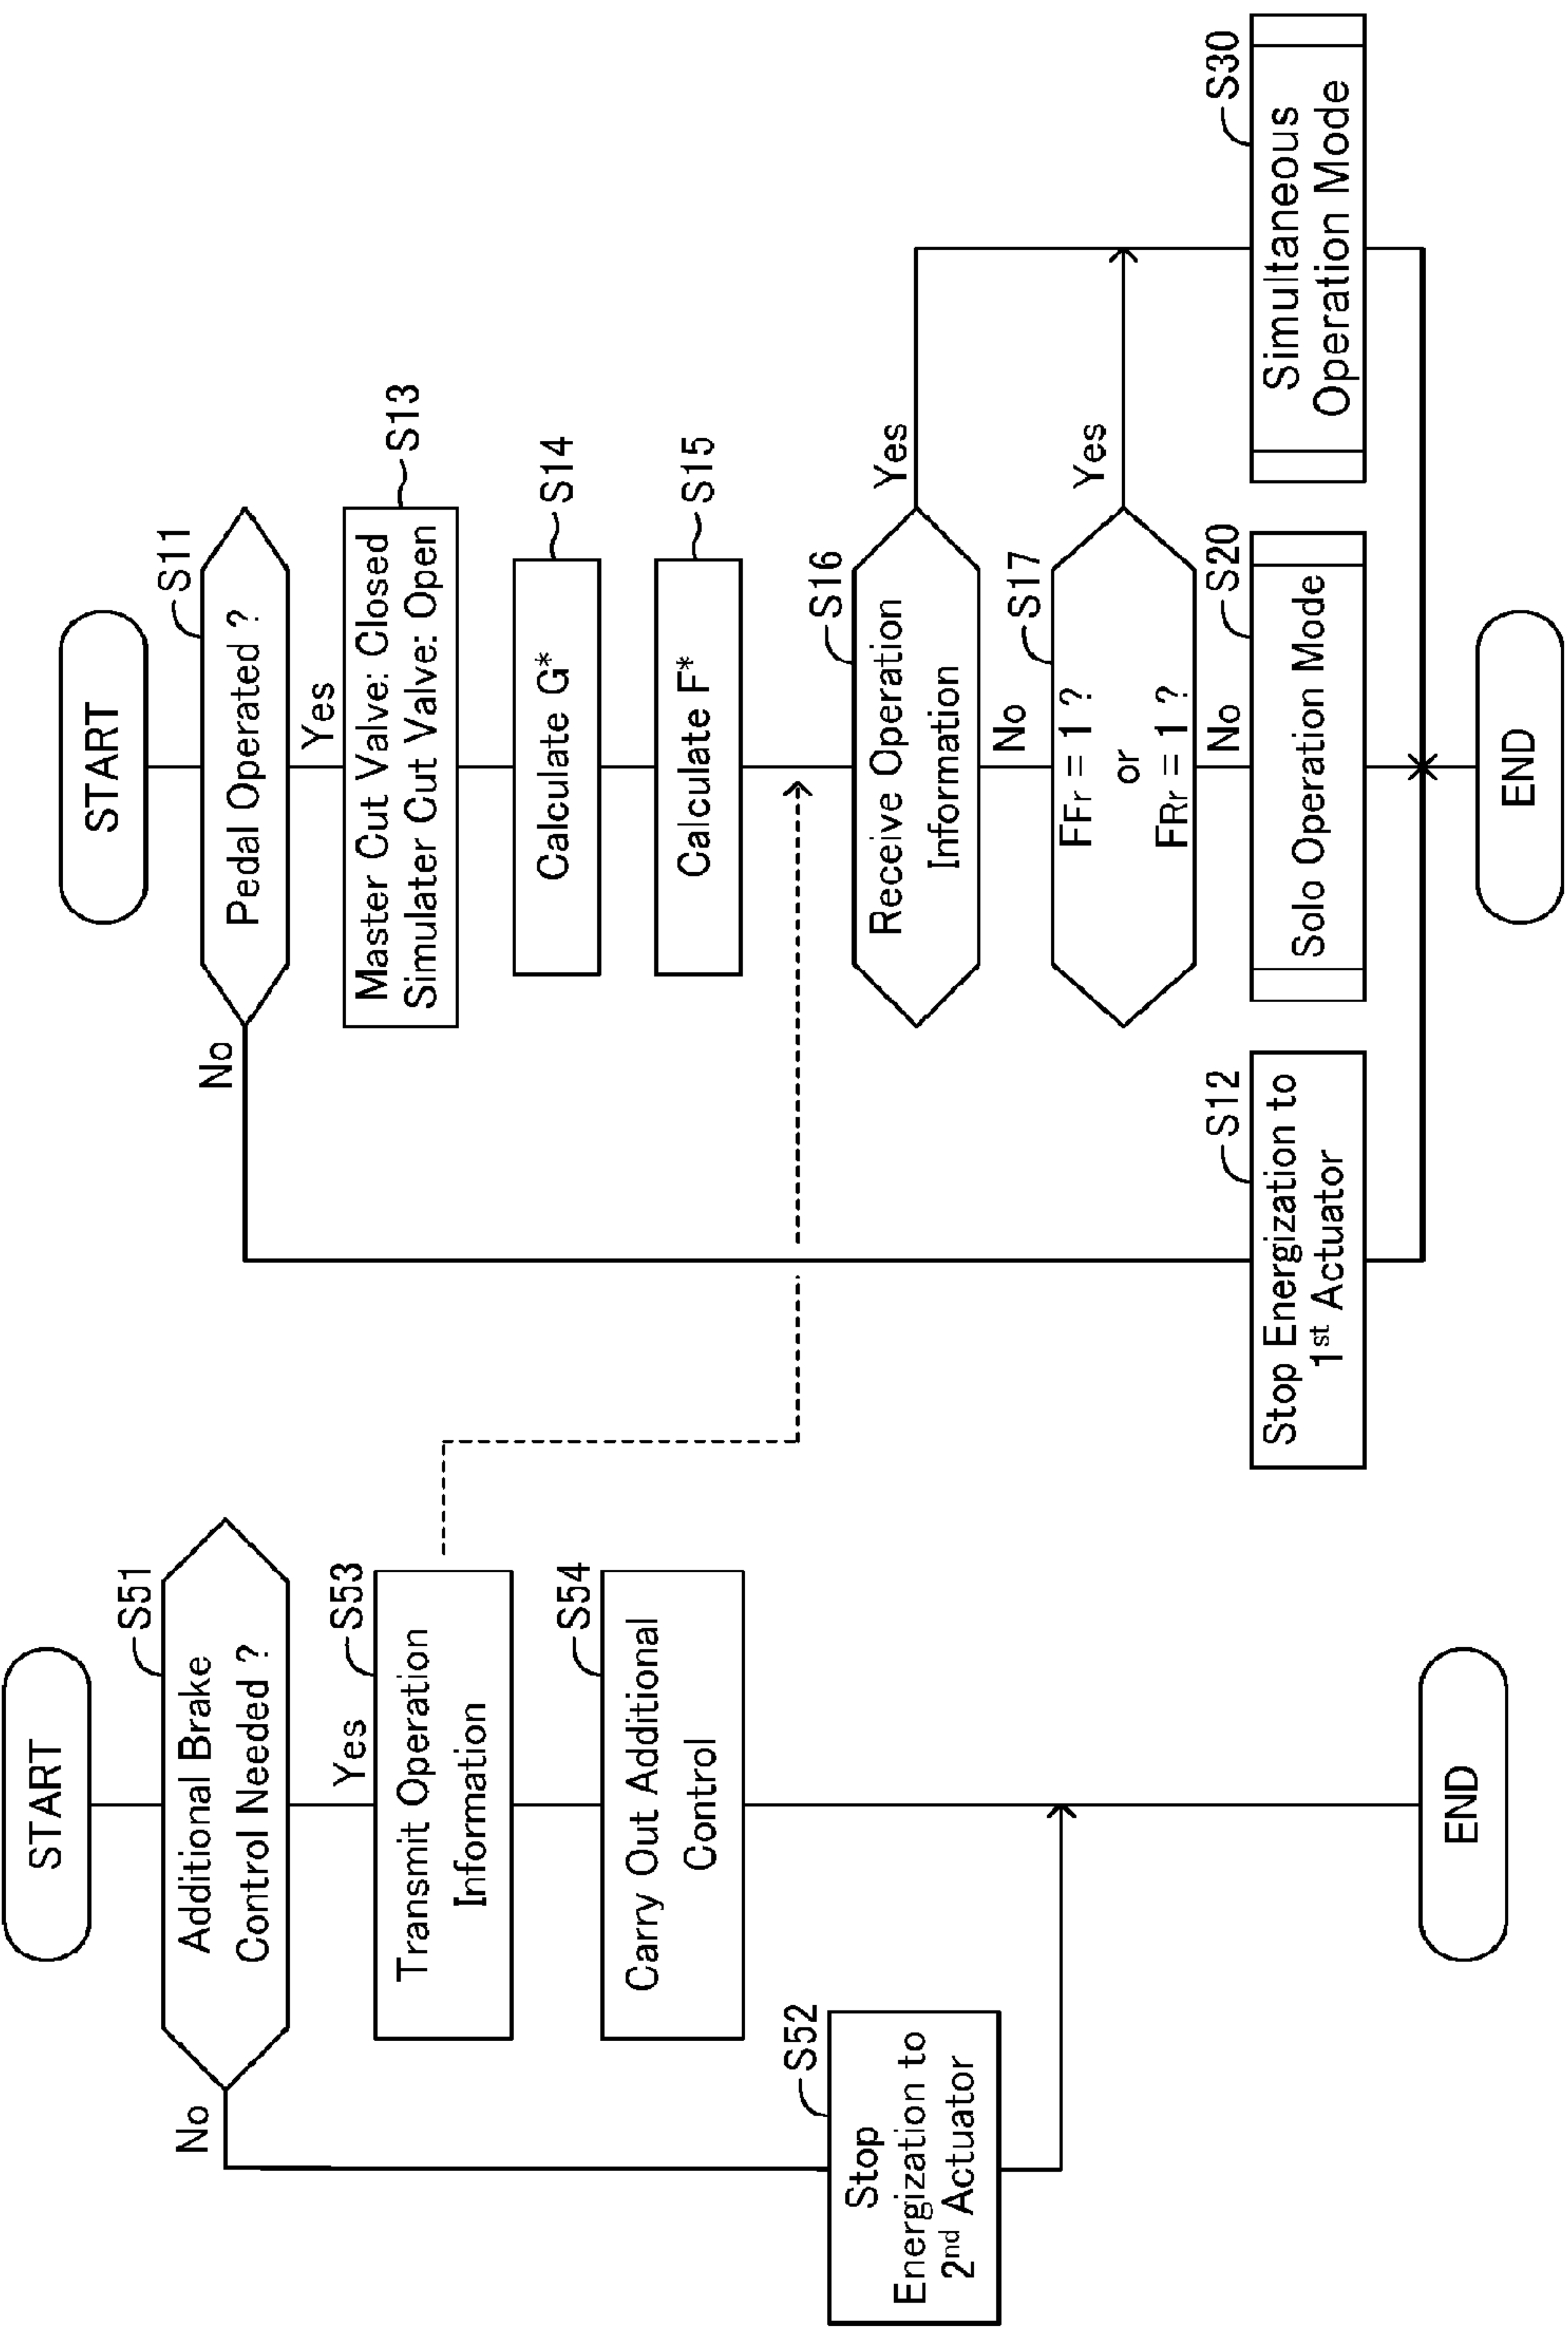 START
S51
Additional Brake
Control Needed ?
No
Yes
S53
Transmit Operation
Information
S54
Carry Out Additional
Control
S52
Stop
Energization to
2nd Actuator
END
START
S11
Pedal Operated ?
No
Yes
S13
Master Cut Valve: Closed
Simulater Cut Valve: Open
S14
Calculate G*
S15
Calculate F*
S16
Receive Operation
Information
Yes
No
S17
FFr = 1 ?
or
FRr = 1 ?
Yes
No
S12
Stop Energization to
1st Actuator
S20
Solo Operation Mode
S30
Simultaneous
Operation Mode
END